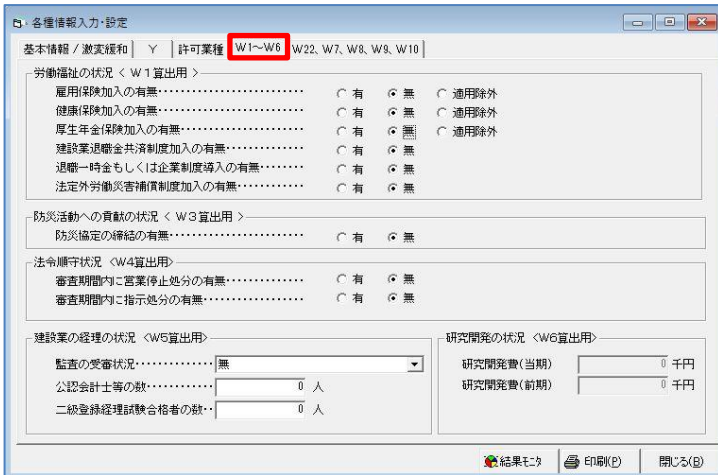 各種情報入力・設定
基本情報 / 激変緩和 Y 許可業種 W1～W6 W22、W7、W8、W9、W10
労働福祉の状況 < W1算出用 >
雇用保険加入の有無・・・・・・・・・・・・・・・・・・・・・・・・ 有 無 適用除外
健康保険加入の有無・・・・・・・・・・・・・・・・・・・・・・・・ 有 無 適用除外
厚生年金保険加入の有無・・・・・・・・・・・・・・・・・・・・ 有 無 適用除外
建設業退職金共済制度加入の有無・・・・・・・・・・・・ 有 無
退職一時金もしくは企業制度導入の有無・・・・・・・・ 有 無
法定外労働災害補償制度加入の有無・・・・・・・・・・・・ 有 無
防災活動への貢献の状況 < W3算出用 >
防災協定の締結の有無・・・・・・・・・・・・・・・・・・・・・・ 有 無
法令順守状況 <W4算出用>
審査期間内に営業停止処分の有無・・・・・・・・・・・・・ 有 無
審査期間内に指示処分の有無・・・・・・・・・・・・・・・・・ 有 無
建設業の経理の状況 <W5算出用>
監査の受審状況・・・・・・・・・・・・ 無
公認会計士等の数・・・・・・・・・・・・ 0 人
二級登録経理試験合格者の数・・ 0 人
研究開発の状況 <W6算出用>
研究開発費(当期) 0 千円
研究開発費(前期) 0 千円
結果モニタ 印刷(P) 閉じる(B)